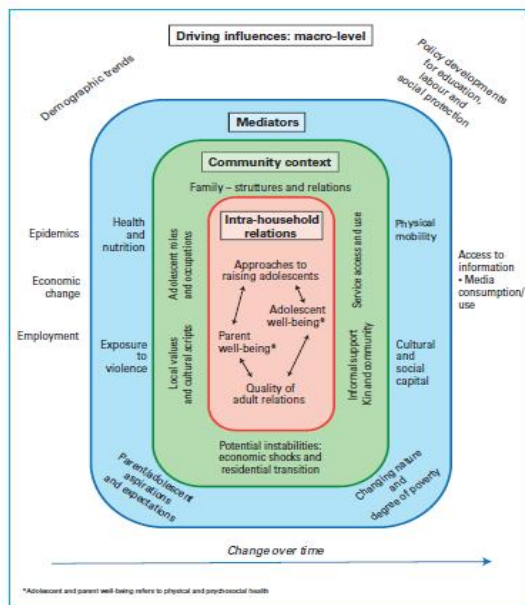 Driving influences: macro-level
Demographic trends
Policy developments
for education,
labour and
social protection
Mediators
Community context
Family – struttures and relations
Intra-household
relations
Health
and
nutrition
Physical
mobility
Epidemics
Economic
change
Employment
Access to
information
• Media
consumption/
use
Adolescent roles
and occupations
Service access and use
Approaches to
raising adolescents
Adolescent
well-being*
Parent
well-being*
Quality of
adult relations
Exposure
to
violence
Local values
and cultural scripts
Informal support
Kin and community
Cultural
and
social
capital
Potential instabilities:
economic shocks and
residential transition
Parent/adolescent
aspirations
and expectations
Changing nature
and
degree of poverty
Change over time
*Adolescent and parent well-being refers to physical and psychosocial health